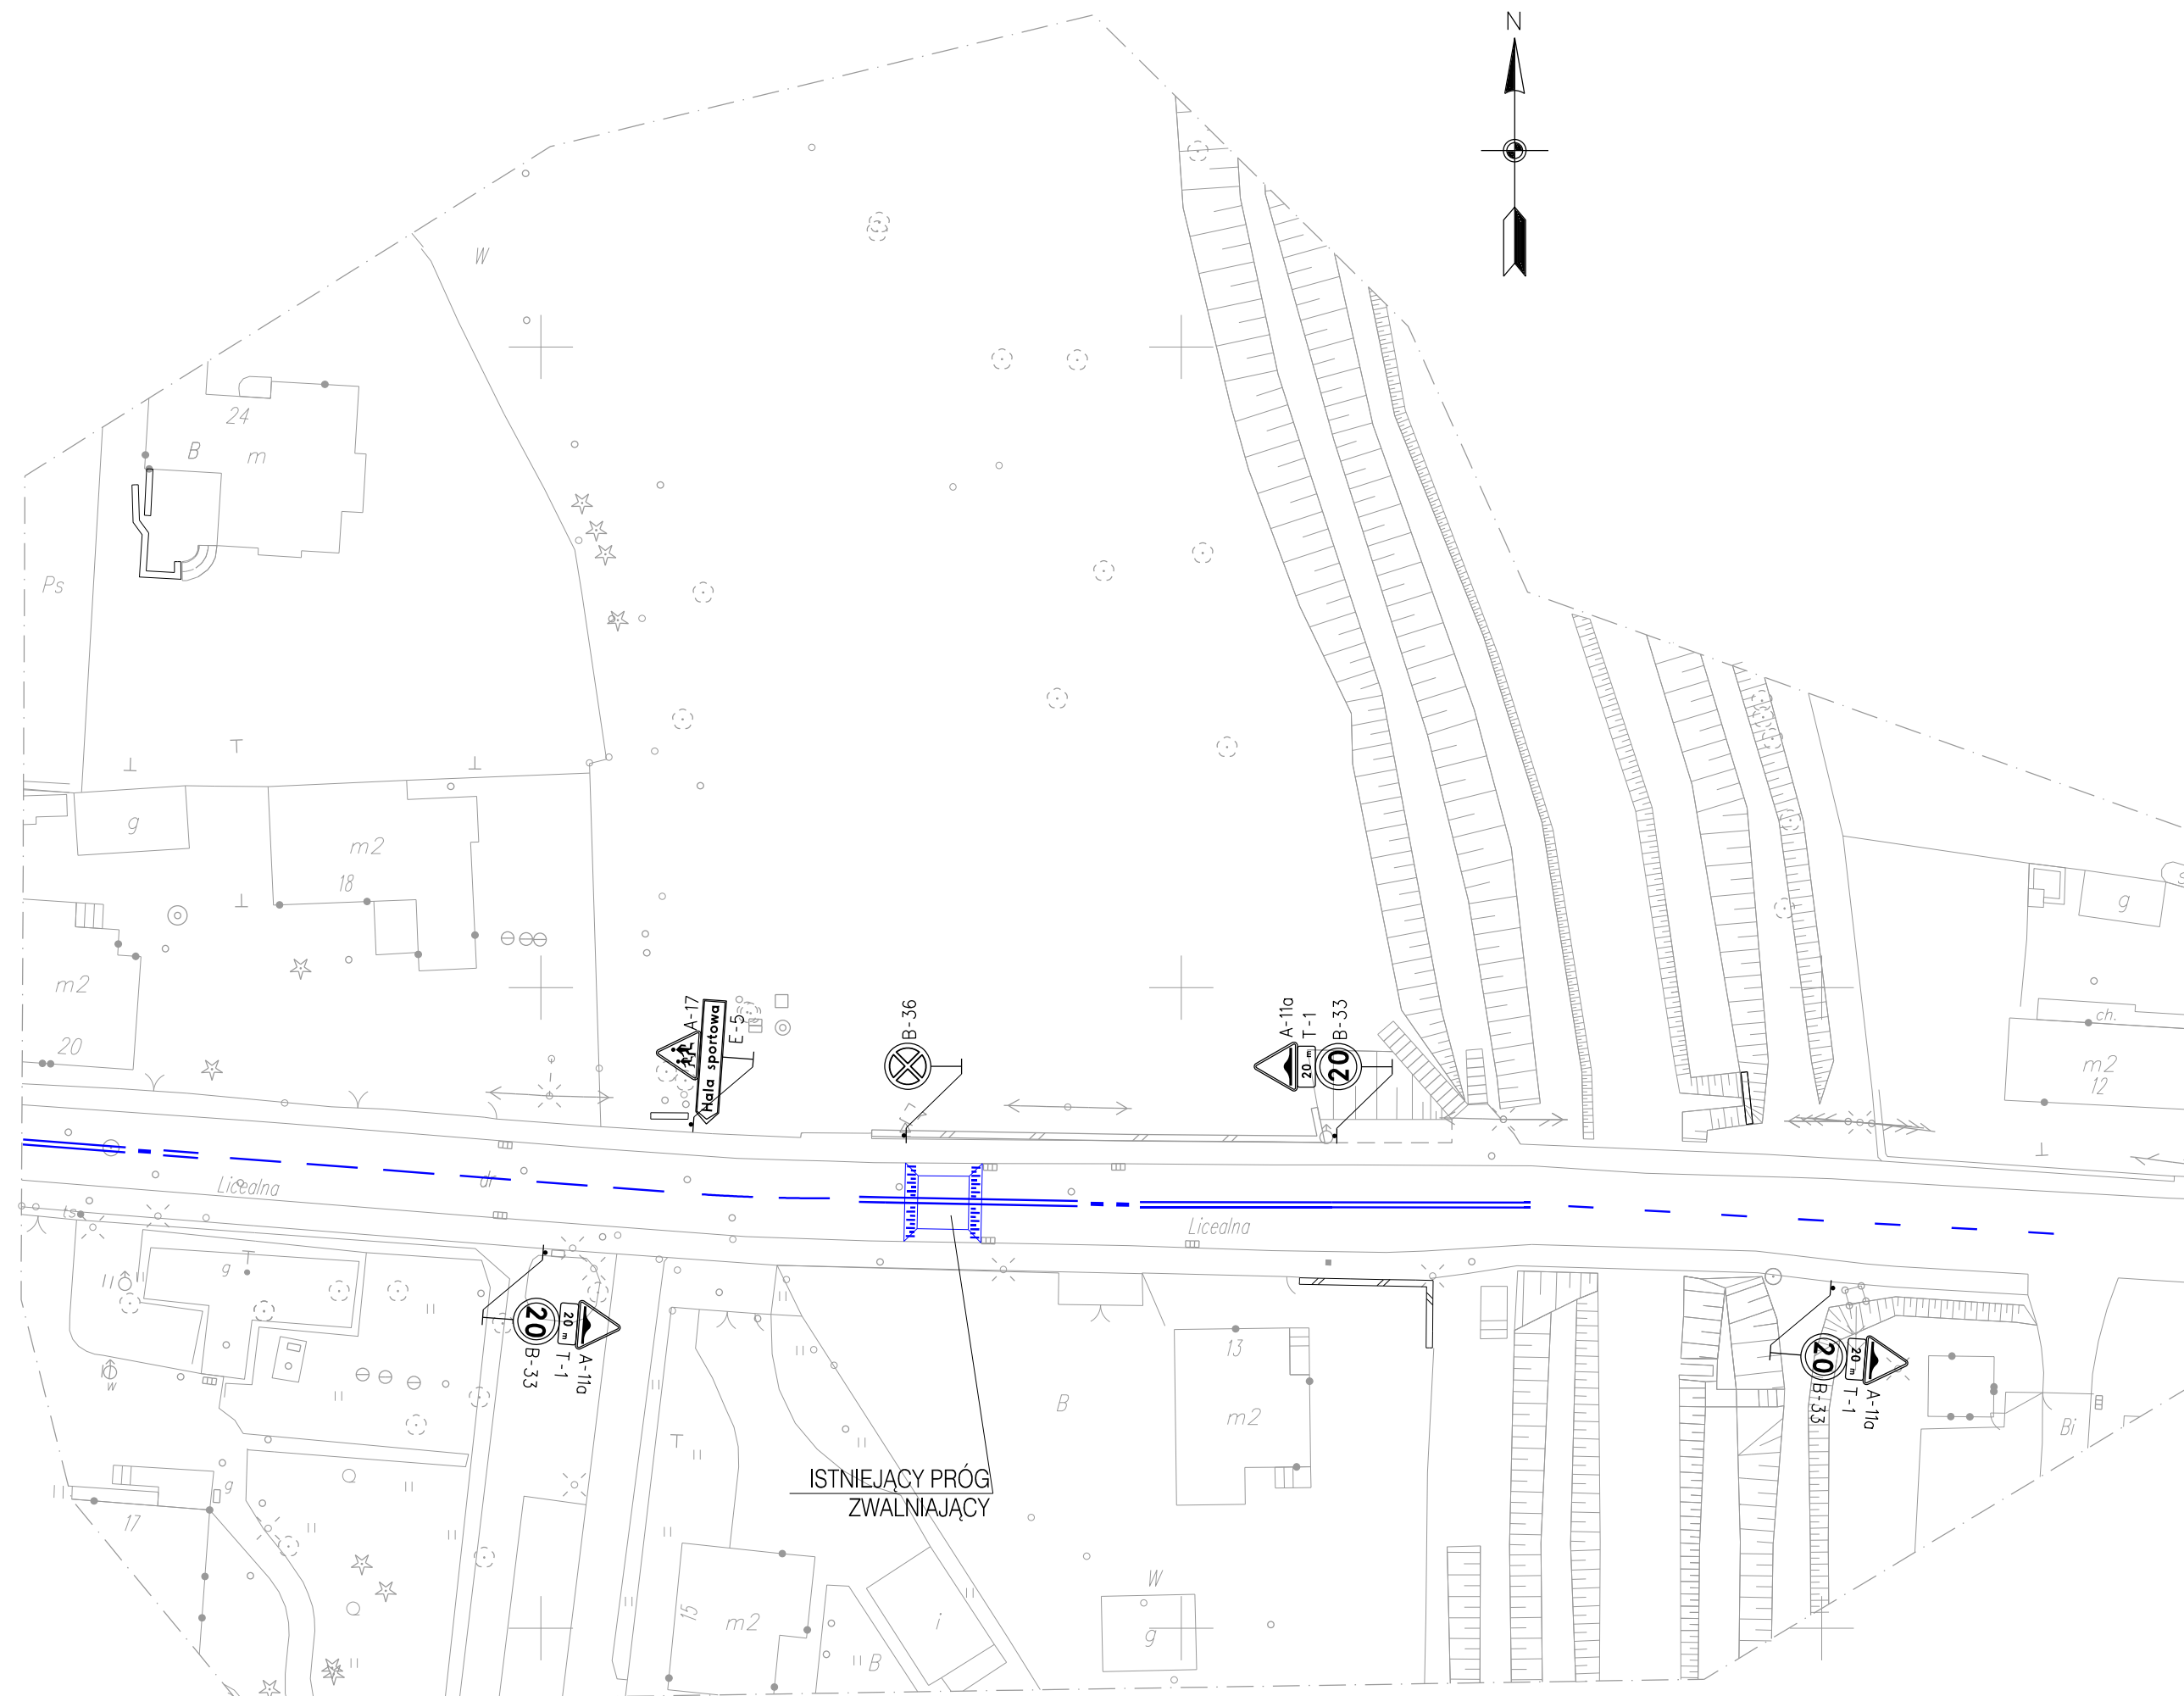 N
W
24
B
m
Ps
g
m2
18
m2
20
g
ch.
m2
12
A-17
Hala sportowa
E-5
B-36
A-11a
T-1
B-33
20 m
20
Licealna
dr
Licealna
ts
g
w
20
20 m
B-33
T-1
A-11a
20
20 m
B-33
T-1
A-11a
13
m2
B
Bi
ISTNIEJĄCY PRÓG
ZWALNIAJĄCY
g
17
15
m2
i
B
W
g